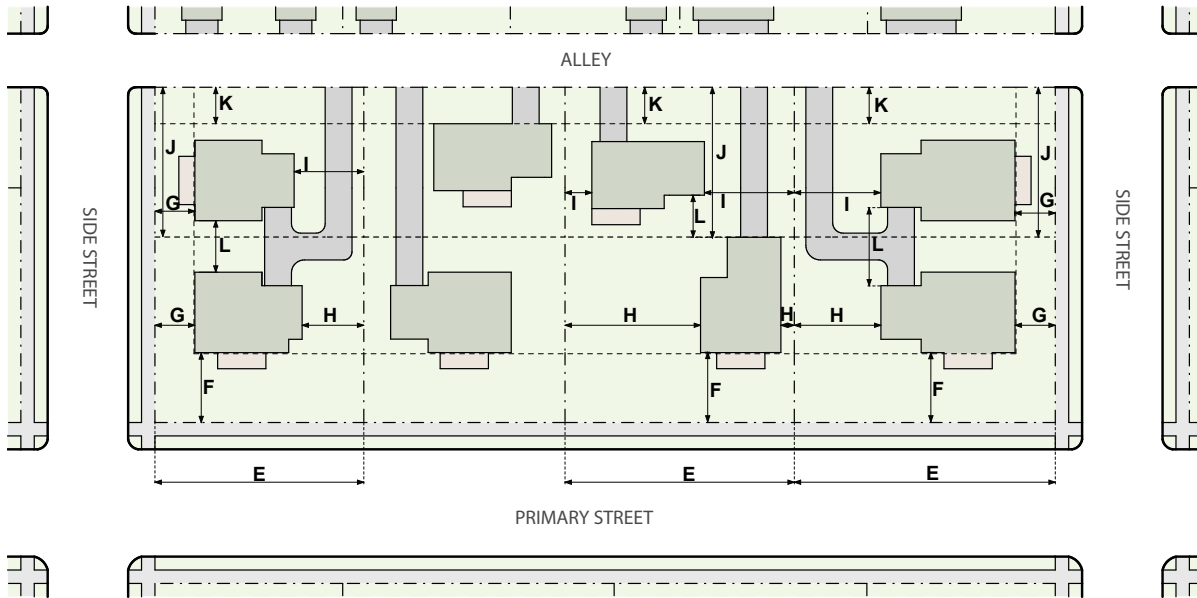 ALLEY
K K K
J I J J
G I L I I G
L L
SIDE STREET SIDE STREET
G H H H H G
F F F
E E E
PRIMARY STREET